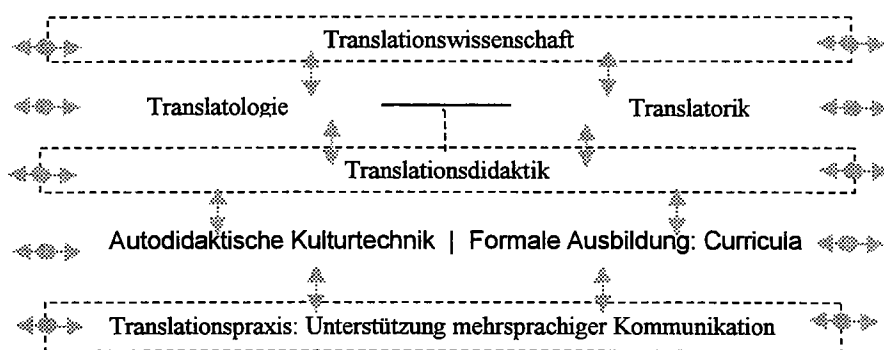 Translationswissenschaft
Translatologie Translatorik
Translationsdidaktik
Autodidaktische Kulturtechnik | Formale Ausbildung: Curricula
Translationspraxis: Unterstützung mehrsprachiger Kommunikation